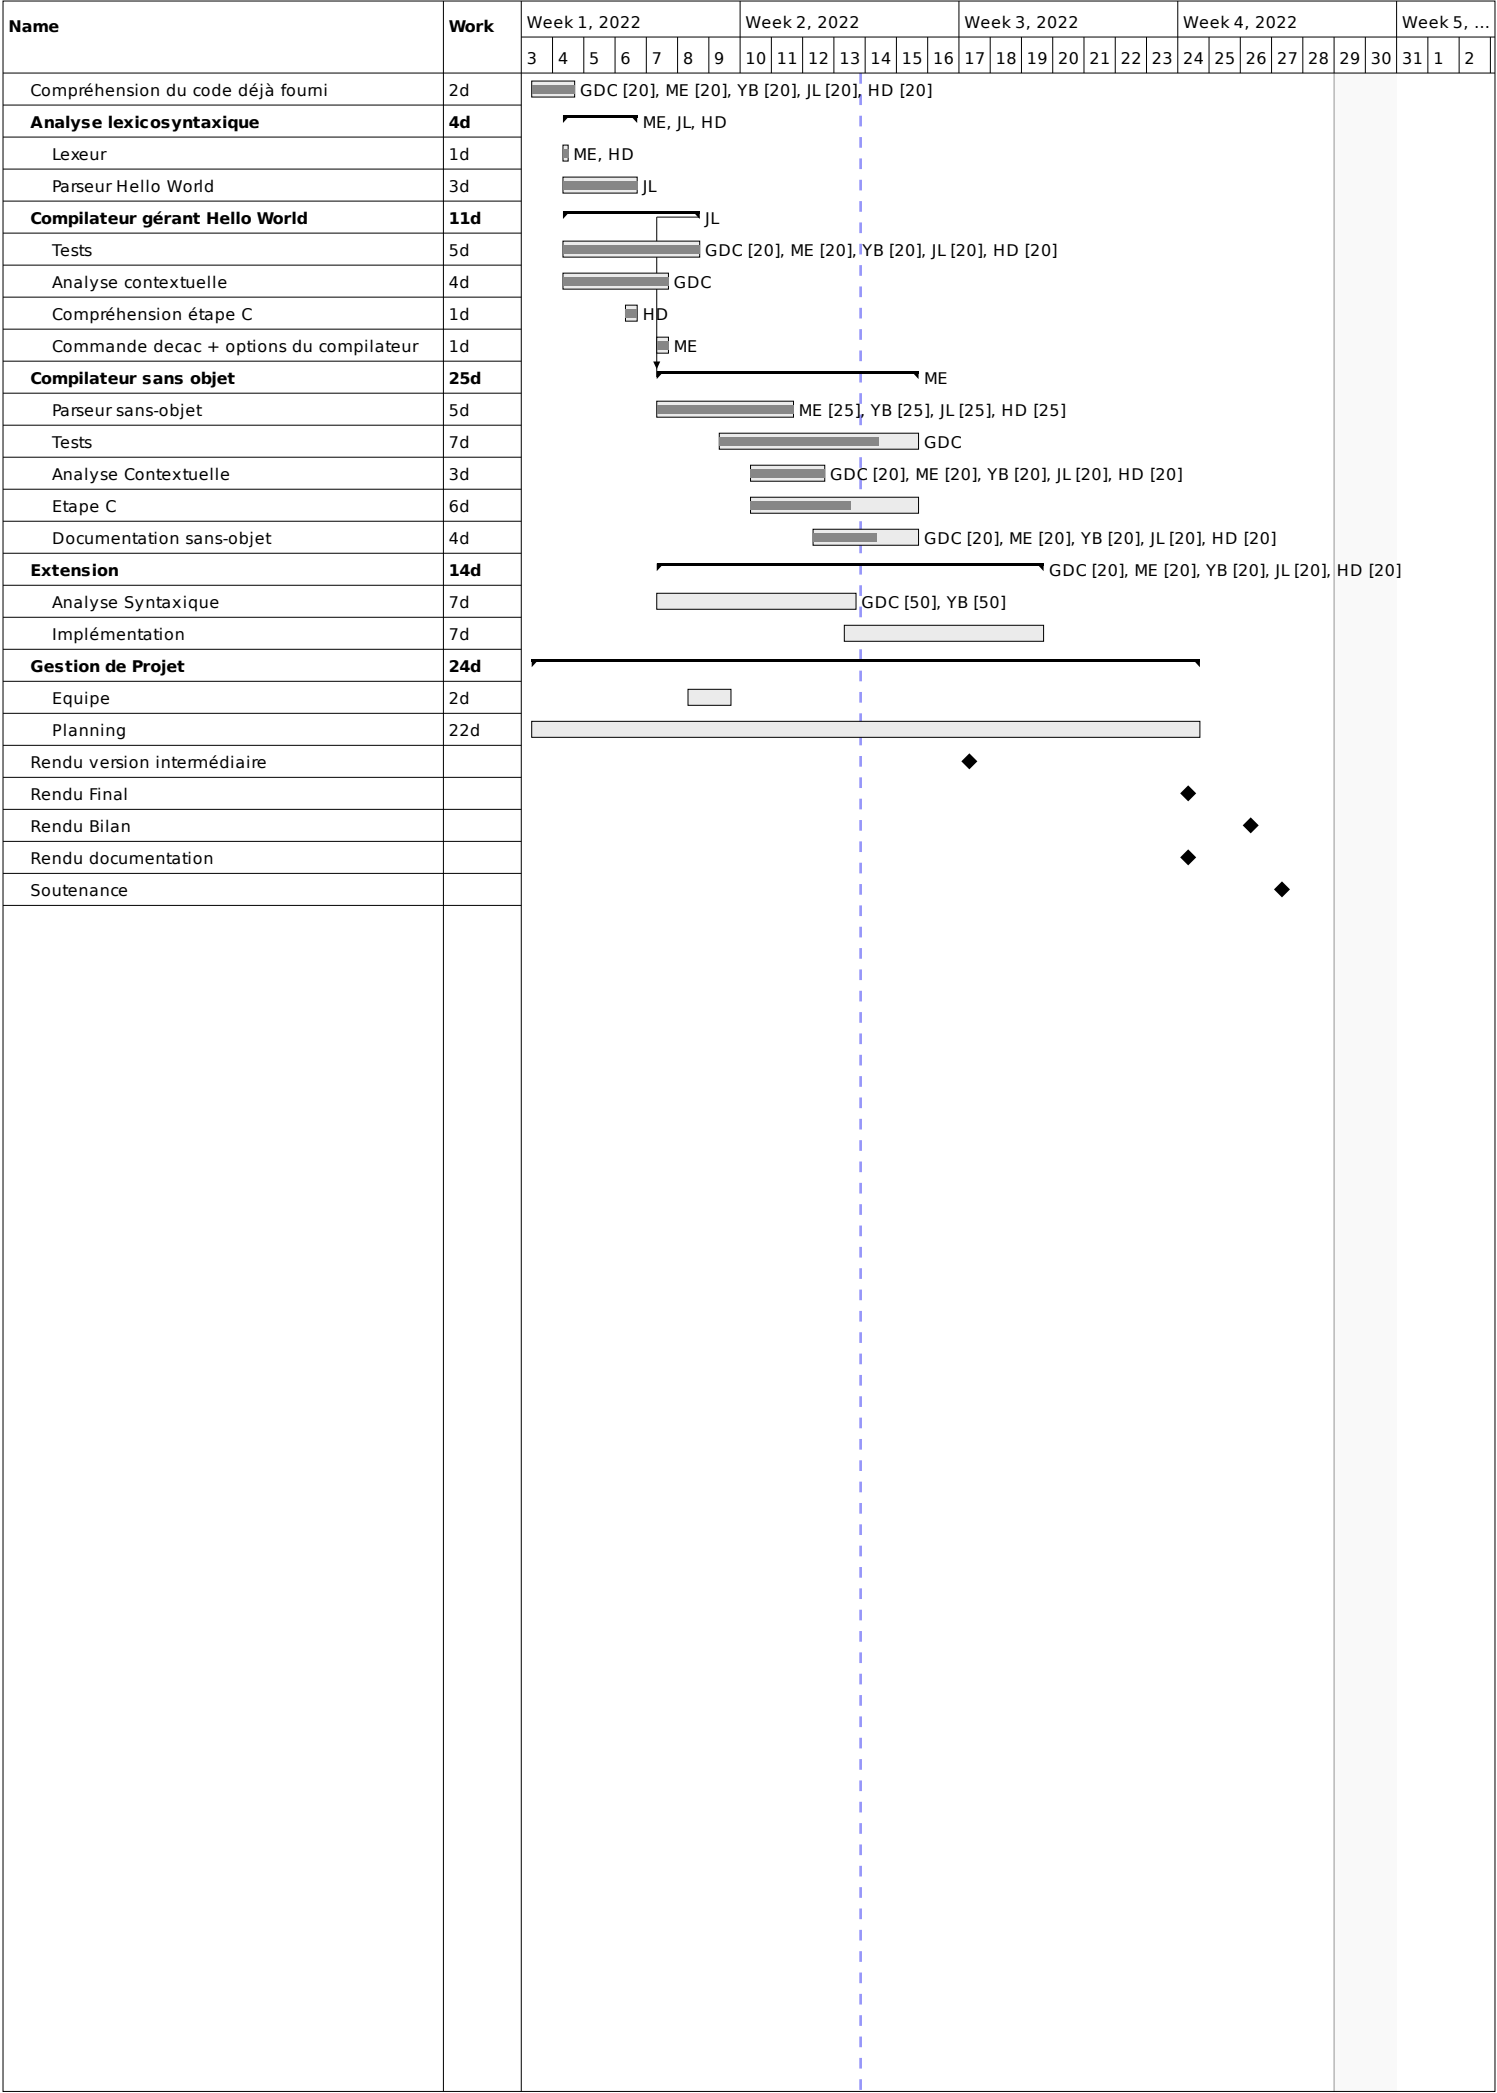 Name Work Week 1, 2022 Week 2, 2022 Week 3, 2022 Week 4, 2022 Week 5, ...
3 4 5 6 7 8 9 10 11 12 13 14 15 16 17 18 19 20 21 22 23 24 25 26 27 28 29 30 31 1 2
Compréhension du code déjà fourni 2d GDC [20], ME [20], YB [20], JL [20], HD [20]
Analyse lexicosyntaxique 4d ME, JL, HD
Lexeur 1d ME, HD
Parseur Hello World 3d JL
Compilateur gérant Hello World 11d JL
Tests 5d GDC [20], ME [20], YB [20], JL [20], HD [20]
Analyse contextuelle 4d GDC
Compréhension étape C 1d HD
Commande decac + options du compilateur 1d ME
Compilateur sans objet 25d ME
Parseur sans-objet 5d ME [25], YB [25], JL [25], HD [25]
Tests 7d GDC
Analyse Contextuelle 3d GDC [20], ME [20], YB [20], JL [20], HD [20]
Etape C 6d
Documentation sans-objet 4d GDC [20], ME [20], YB [20], JL [20], HD [20]
Extension 14d GDC [20], ME [20], YB [20], JL [20], HD [20]
Analyse Syntaxique 7d GDC [50], YB [50]
Implémentation 7d
Gestion de Projet 24d
Equipe 2d
Planning 22d
Rendu version intermédiaire
Rendu Final
Rendu Bilan
Rendu documentation
Soutenance